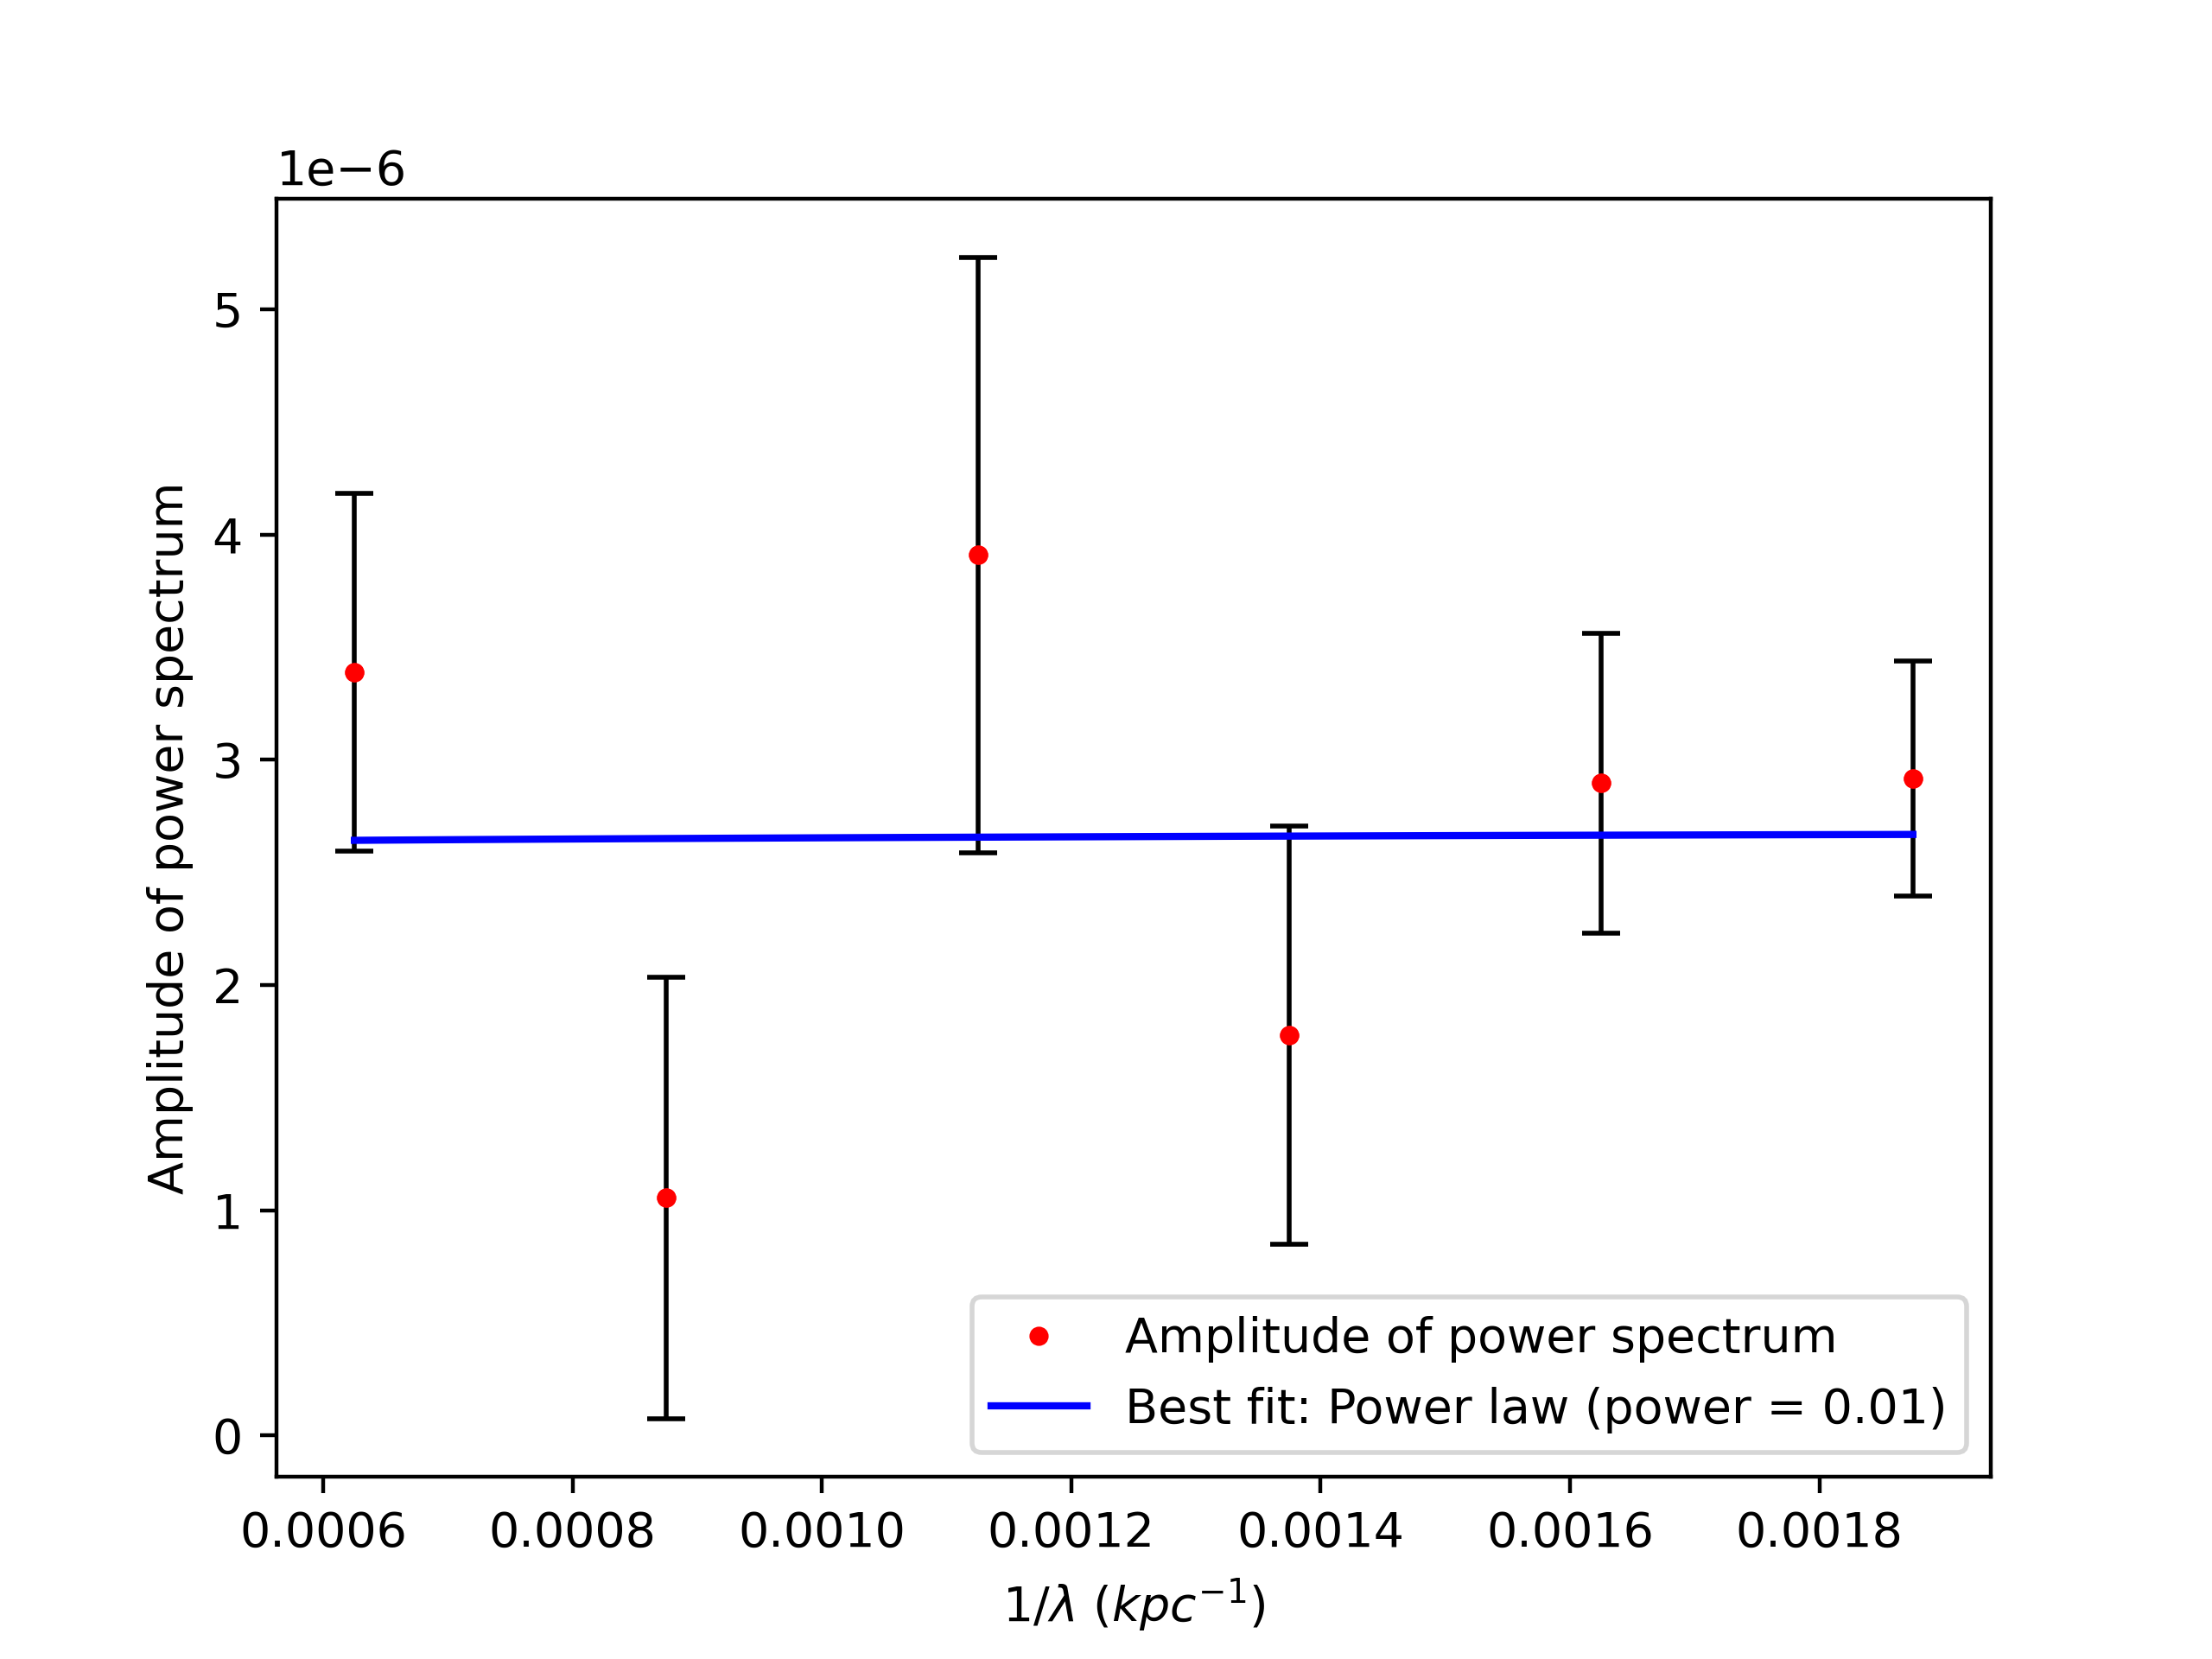 1e−6
5
4
3
2
1
0
Amplitude of power spectrum
Amplitude of power spectrum
Best fit: Power law (power = 0.01)
0.0006 0.0008 0.0010 0.0012 0.0014 0.0016 0.0018
1/λ (kpc⁻¹)